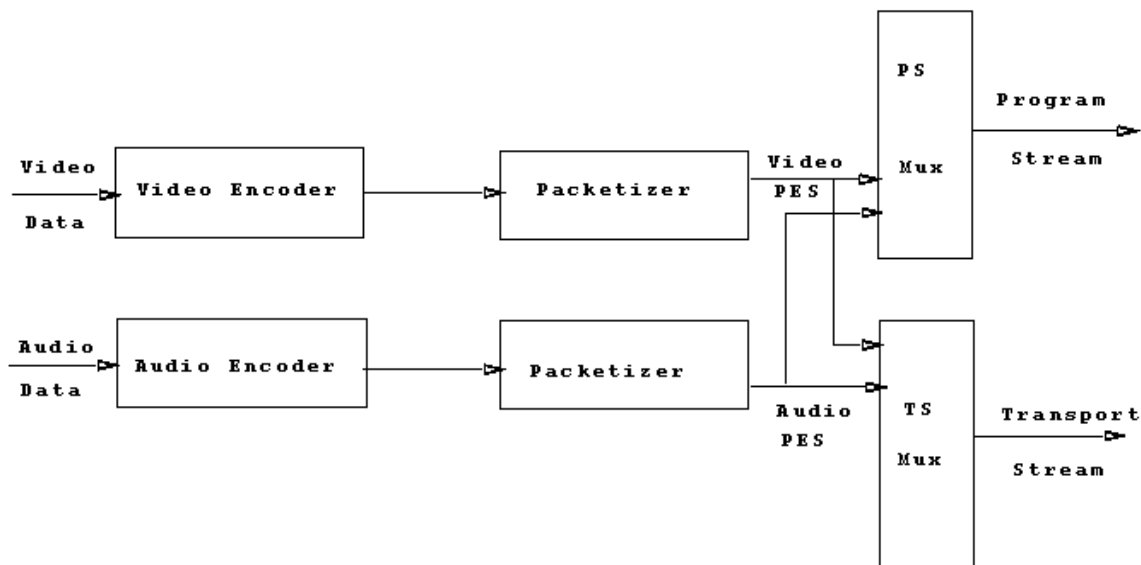 PS
Mux
Program
Stream
Video
Data
Video Encoder
Packetizer
Video
PES
Audio
Data
Audio Encoder
Packetizer
Audio
PES
TS
Mux
Transport
Stream